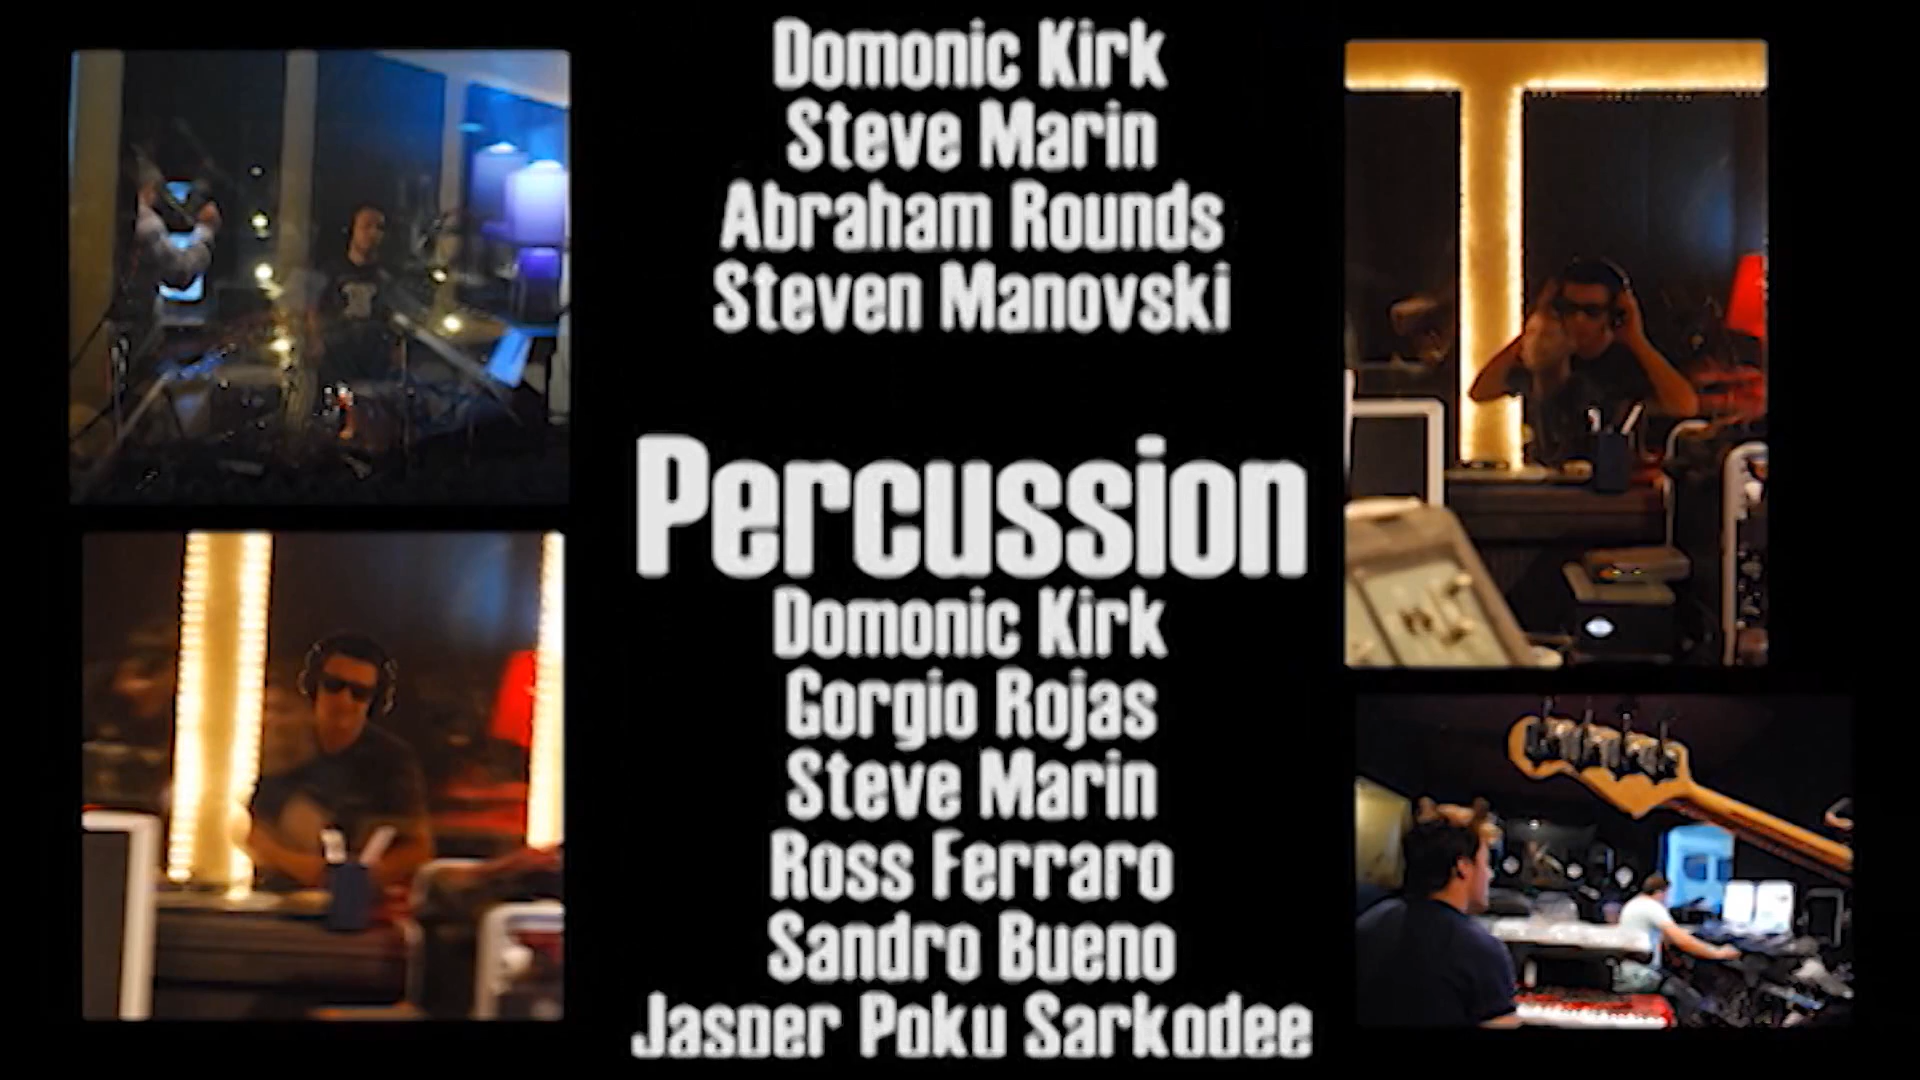 Domonic Kirk
Steve Marin
Abraham Rounds
Steven Manovski
Percussion
Domonic Kirk
Gorgio Rojas
Steve Marin
Ross Ferraro
Sandro Bueno
Jasper Poku Sarkodee